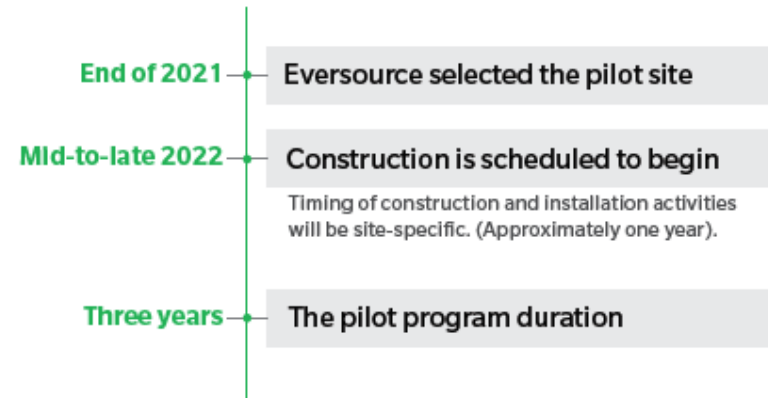 End of 2021
Eversource selected the pilot site
MId-to-late 2022
Construction is scheduled to begin
Timing of construction and installation activities
will be site-specific. (Approximately one year).
Three years
The pilot program duration